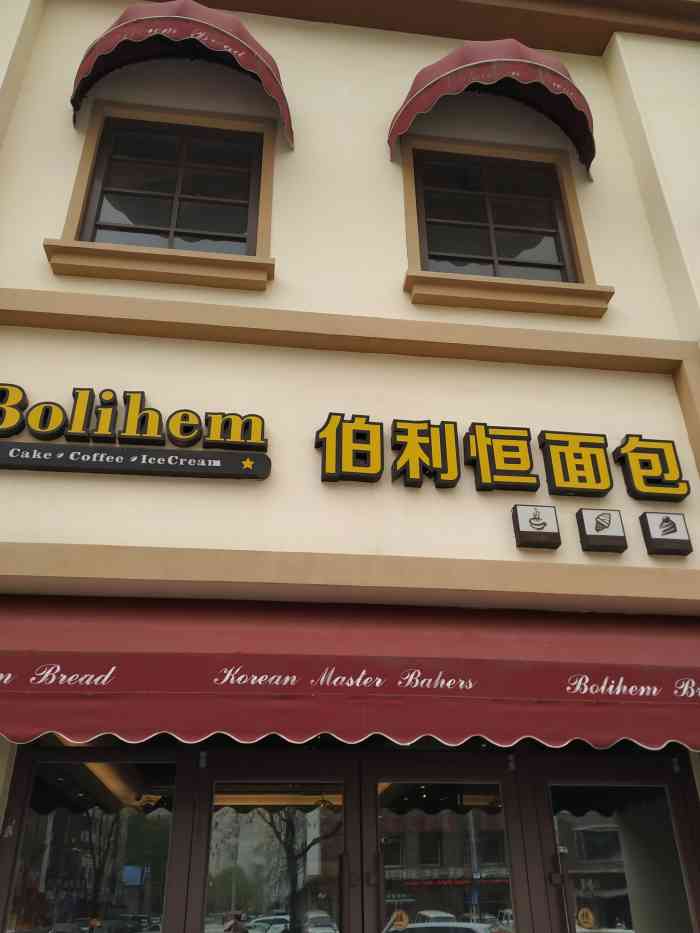 Bolihem
Cake Coffee IceCream
伯利恒面包
Bread
Korean Master Bakers
Bolihem